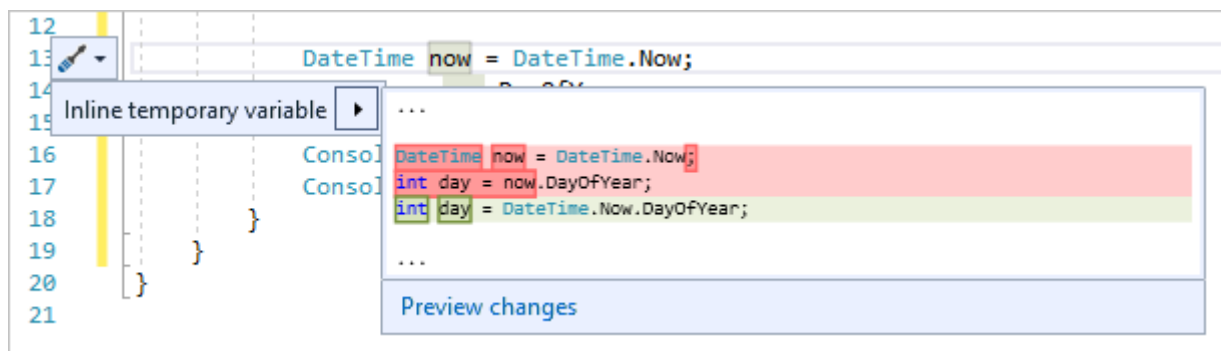 12
13 DateTime now = DateTime.Now;
14
Inline temporary variable
15
...
16 Consol
DateTime now = DateTime.Now;
17 Consol
int day = now.DayOfYear;
18 }
int day = DateTime.Now.DayOfYear;
19 }
...
20 }
21
Preview changes